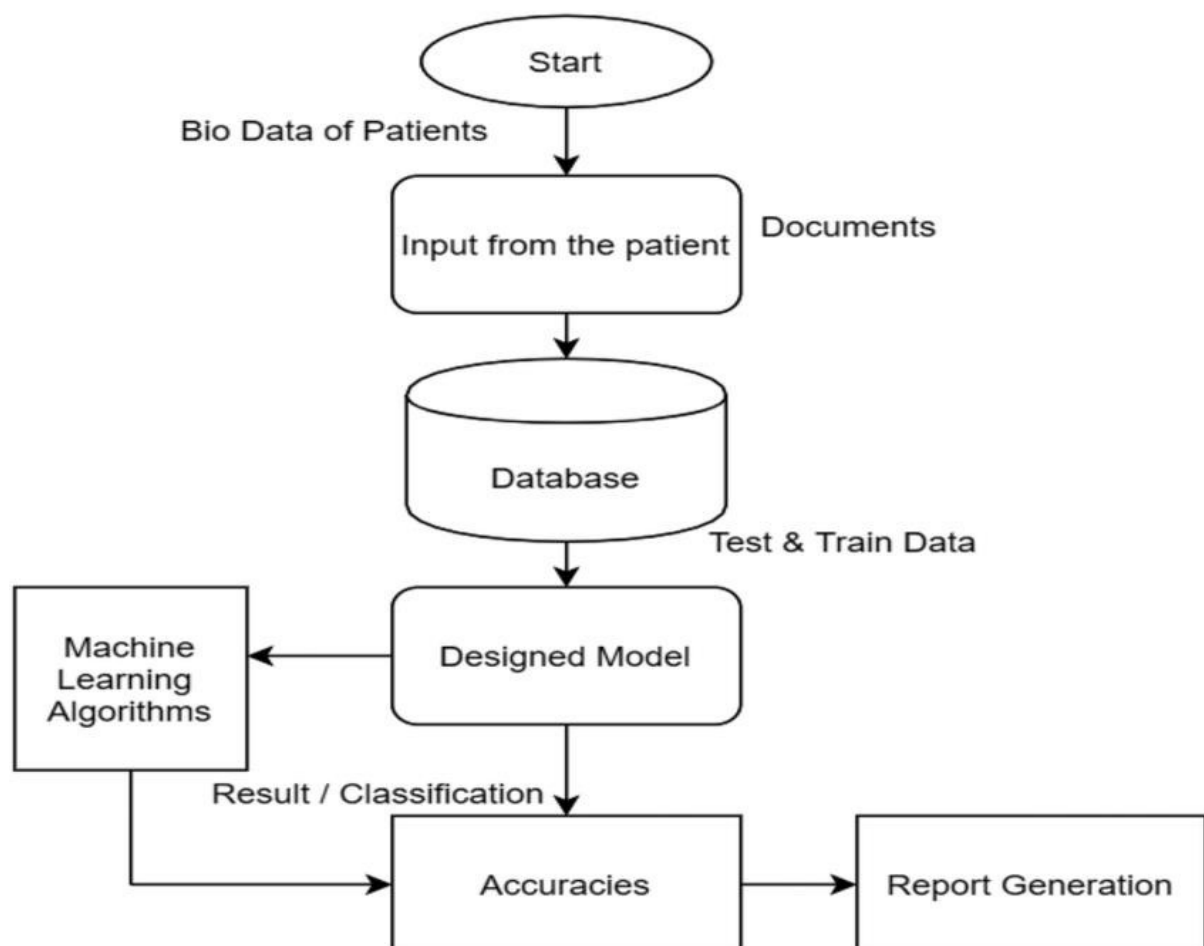 Start
Bio Data of Patients
Input from the patient
Documents
Database
Test & Train Data
Machine
Learning
Algorithms
Designed Model
Result / Classification
Accuracies
Report Generation